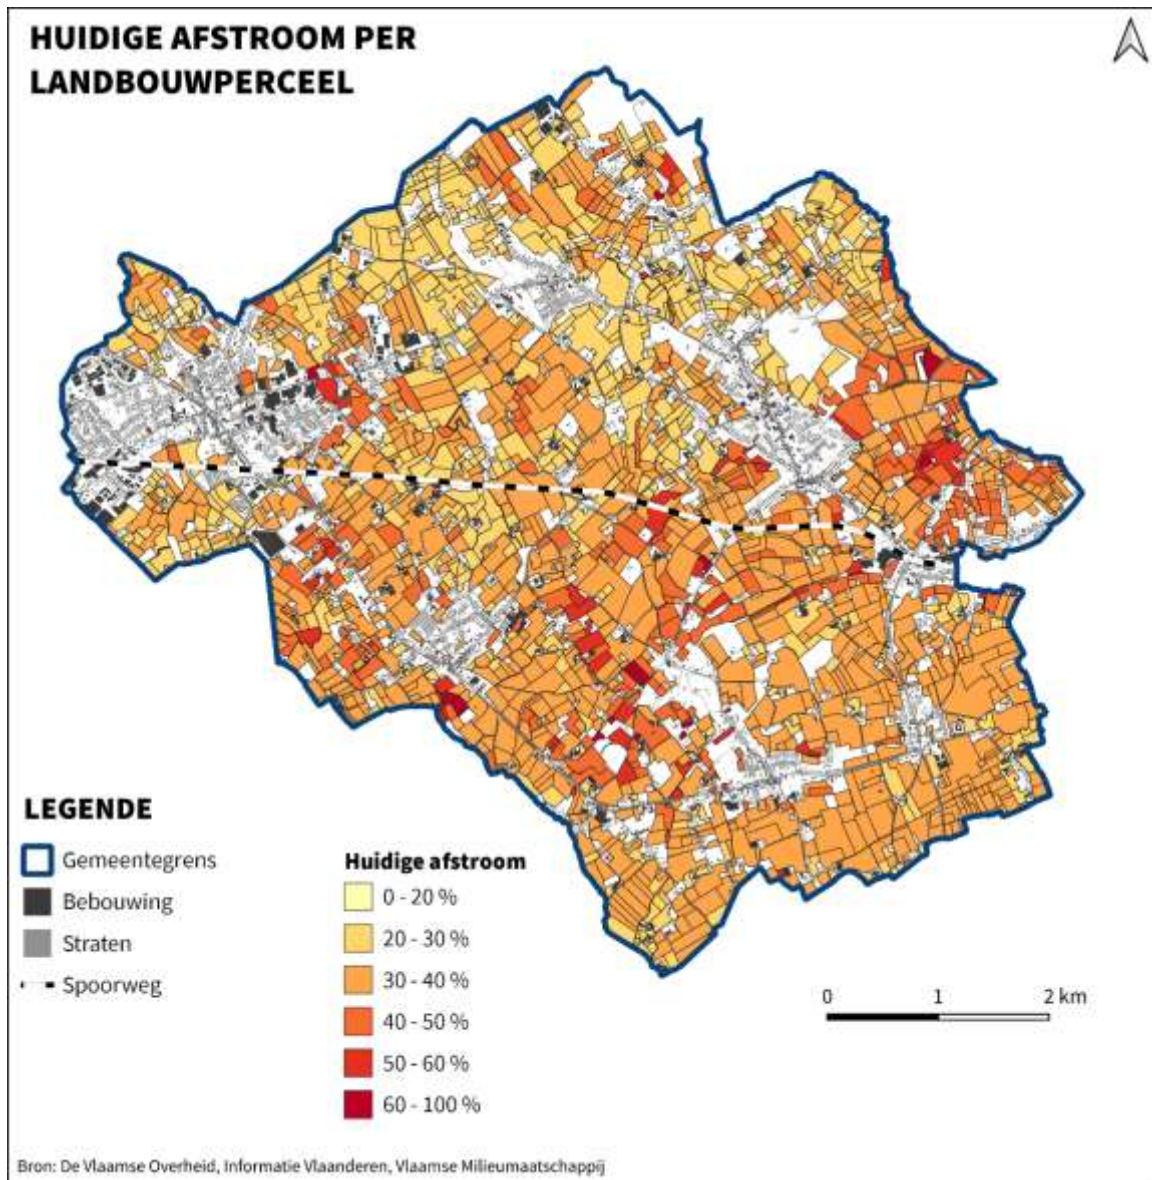 HUIDIGE AFSTROOM PER
LANDBOUWPERCEEL
LEGENDE
Gemeentegrens
Bebouwing
Straten
Spoorweg
Huidige afstroom
0 - 20 %
20 - 30 %
30 - 40 %
40 - 50 %
50 - 60 %
60 - 100 %
0 1 2 km
Bron: De Vlaamse Overheid, Informatie Vlaanderen, Vlaamse Milieumaatschappij